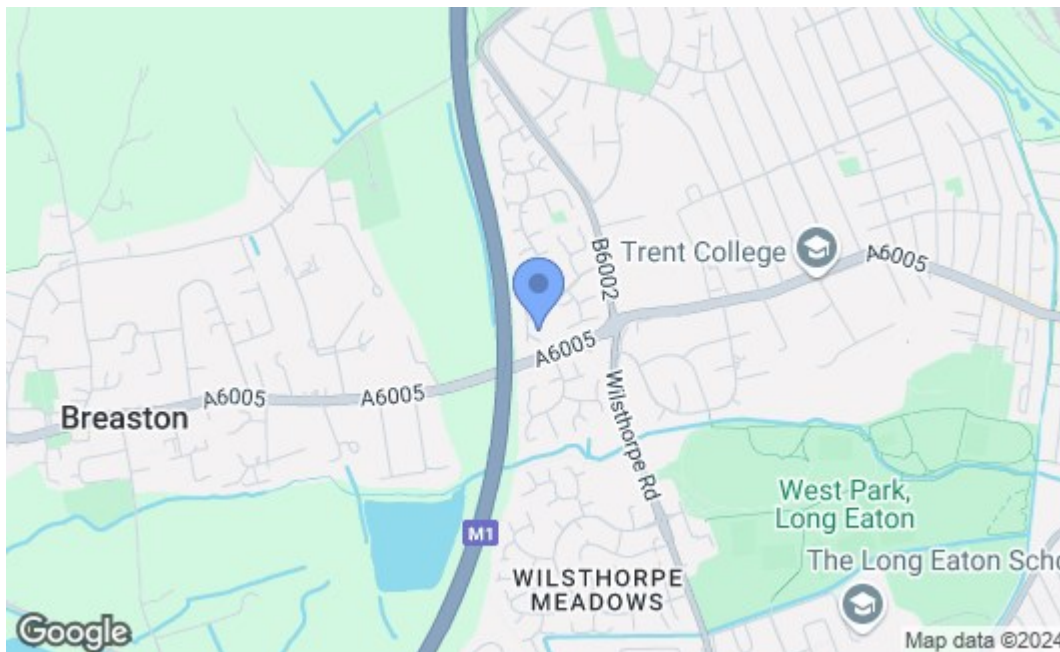 B6002
Trent College
A6005
A6005
A6005
A6005
Breaston
Wilsthorpe Rd
West Park,
Long Eaton
M1
The Long Eaton Scho
WILSTHORPE
MEADOWS
Google
Map data ©2024